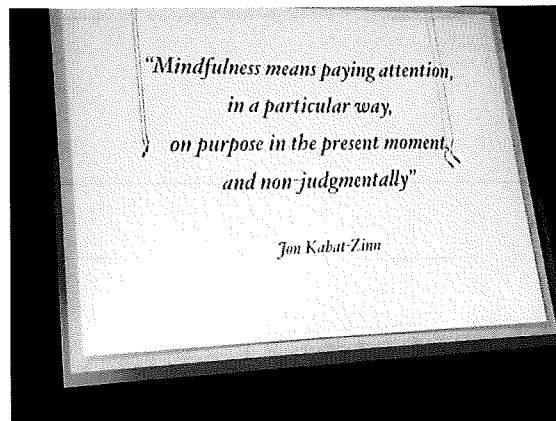 "Mindfulness means paying attention,
in a particular way,
on purpose in the present moment,
and non-judgmentally"
Jon Kabat-Zinn